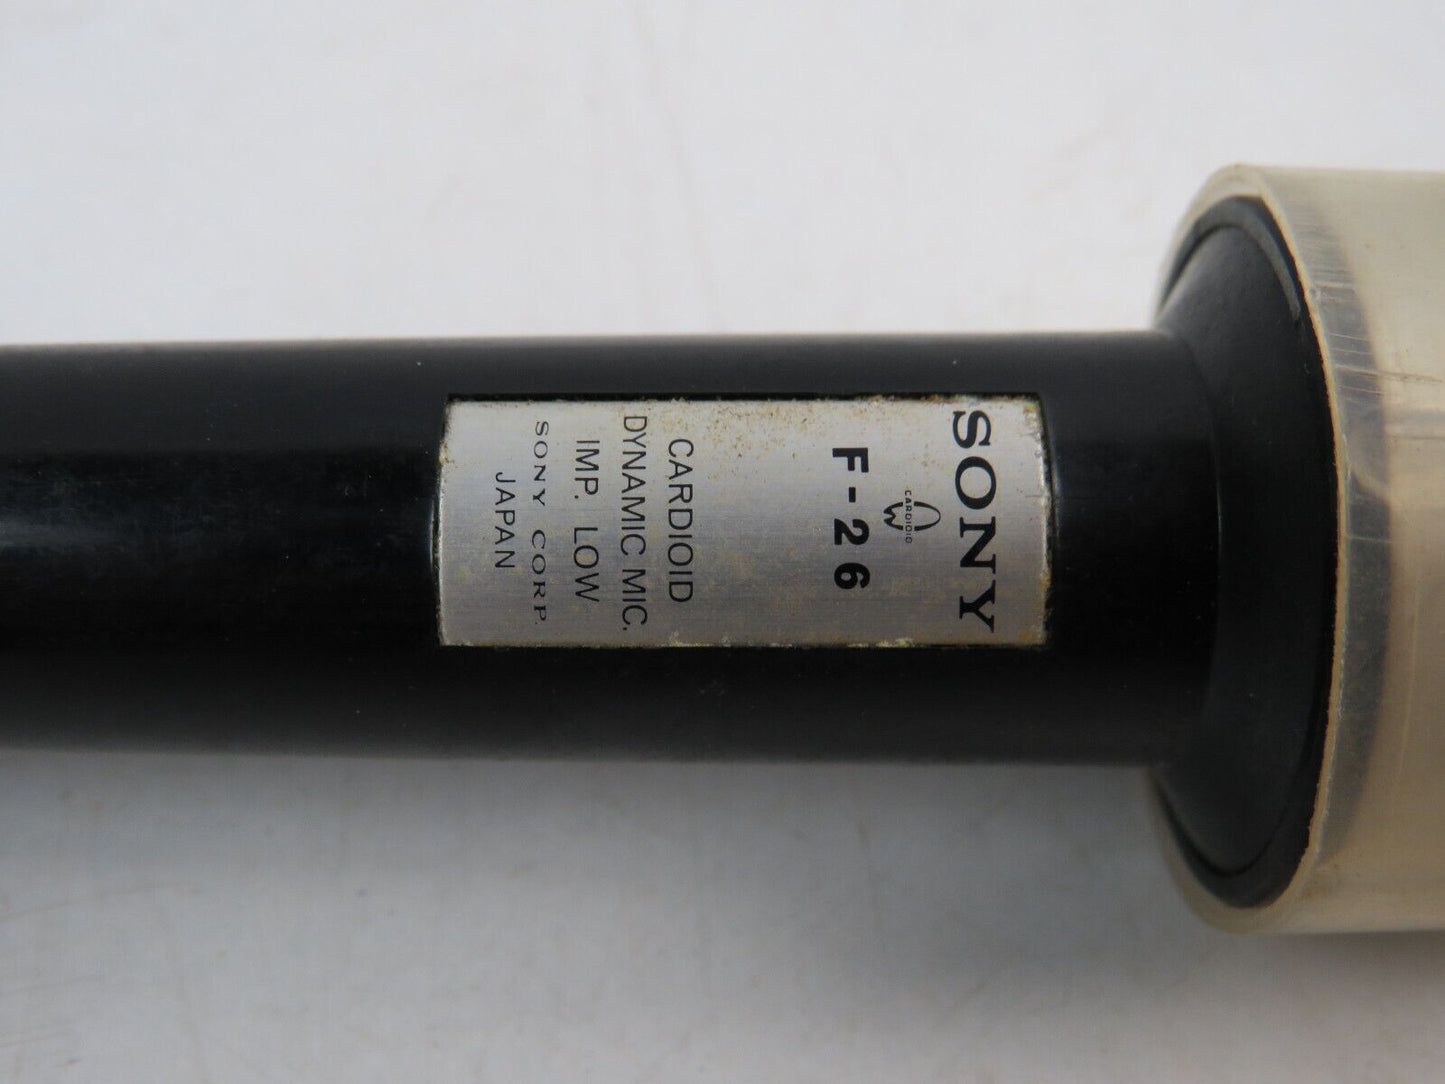 SONY
CARDIOID
F-26
CARDIOID
DYNAMIC MIC.
IMP. LOW
SONY CORP.
JAPAN